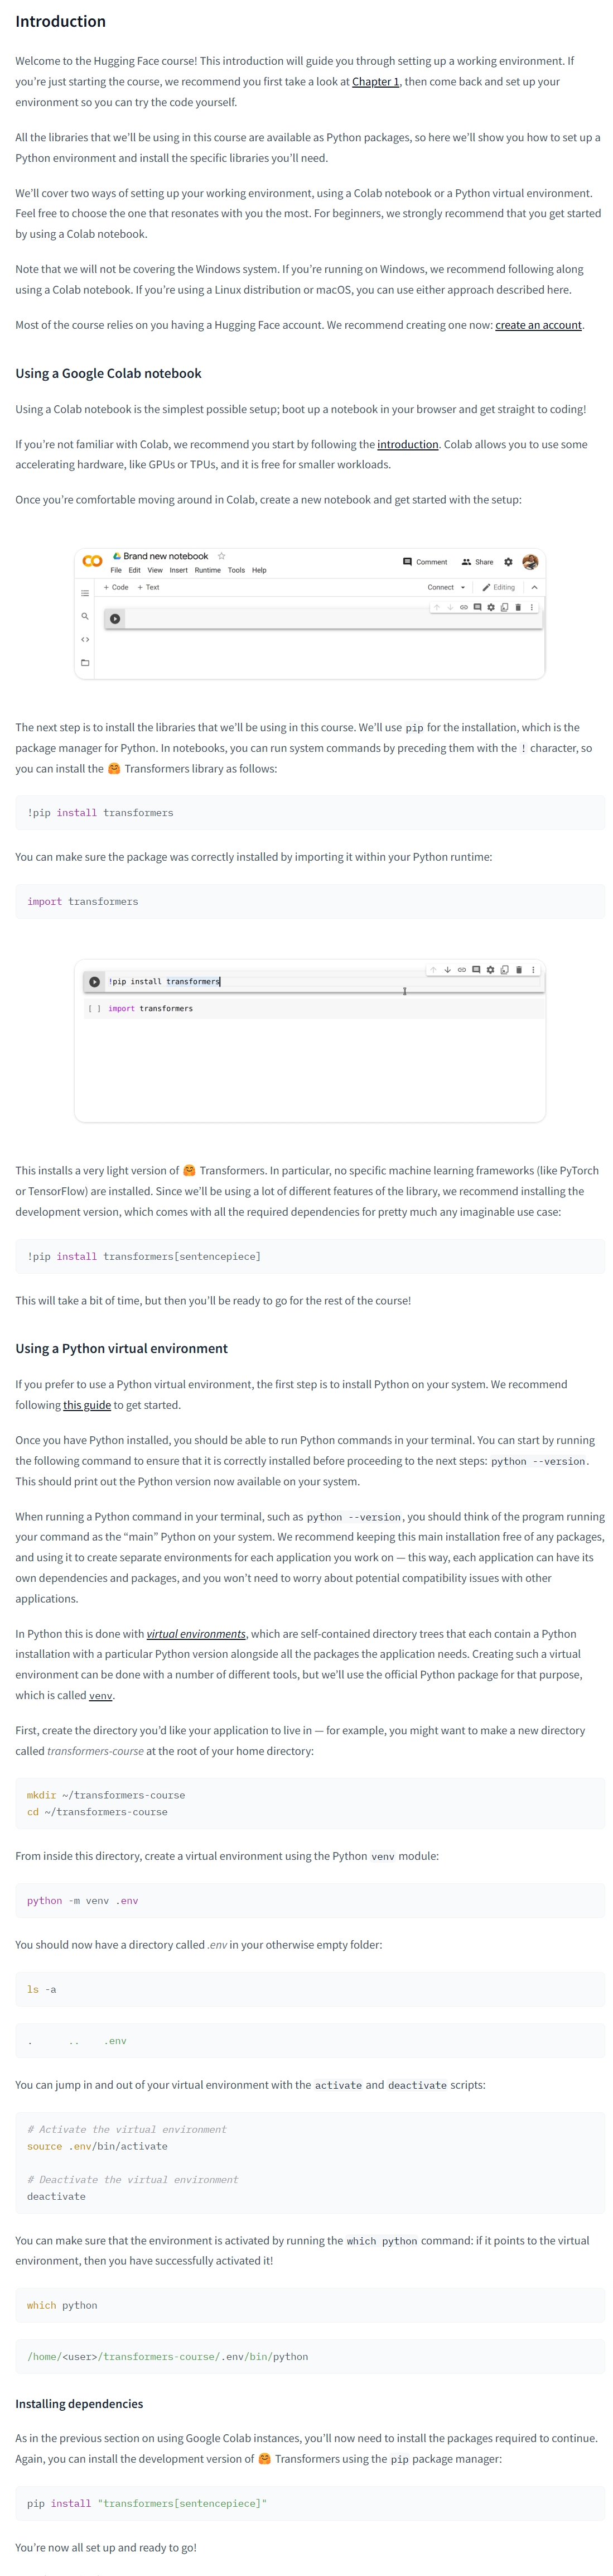 Introduction
Welcome to the Hugging Face course! This introduction will guide you through setting up a working environment. If
you’re just starting the course, we recommend you first take a look at Chapter 1, then come back and set up your
environment so you can try the code yourself.
All the libraries that we’ll be using in this course are available as Python packages, so here we’ll show you how to set up a
Python environment and install the specific libraries you’ll need.
We’ll cover two ways of setting up your working environment, using a Colab notebook or a Python virtual environment.
Feel free to choose the one that resonates with you the most. For beginners, we strongly recommend that you get started
by using a Colab notebook.
Note that we will not be covering the Windows system. If you’re running on Windows, we recommend following along
using a Colab notebook. If you’re using a Linux distribution or macOS, you can use either approach described here.
Most of the course relies on you having a Hugging Face account. We recommend creating one now: create an account.
Using a Google Colab notebook
Using a Colab notebook is the simplest possible setup; boot up a notebook in your browser and get straight to coding!
If you’re not familiar with Colab, we recommend you start by following the introduction. Colab allows you to use some
accelerating hardware, like GPUs or TPUs, and it is free for smaller workloads.
Once you’re comfortable moving around in Colab, create a new notebook and get started with the setup:
Brand new notebook
File Edit View Insert Runtime Tools Help
Comment Share
+ Code + Text
Connect Editing
The next step is to install the libraries that we’ll be using in this course. We’ll use pip for the installation, which is the
package manager for Python. In notebooks, you can run system commands by preceding them with the ! character, so
you can install the 🤗 Transformers library as follows:
!pip install transformers
You can make sure the package was correctly installed by importing it within your Python runtime:
import transformers
!pip install transformers
[ ] import transformers
This installs a very light version of 🤗 Transformers. In particular, no specific machine learning frameworks (like PyTorch
or TensorFlow) are installed. Since we’ll be using a lot of different features of the library, we recommend installing the
development version, which comes with all the required dependencies for pretty much any imaginable use case:
!pip install transformers[sentencepiece]
This will take a bit of time, but then you’ll be ready to go for the rest of the course!
Using a Python virtual environment
If you prefer to use a Python virtual environment, the first step is to install Python on your system. We recommend
following this guide to get started.
Once you have Python installed, you should be able to run Python commands in your terminal. You can start by running
the following command to ensure that it is correctly installed before proceeding to the next steps: python --version.
This should print out the Python version now available on your system.
When running a Python command in your terminal, such as python --version, you should think of the program running
your command as the “main” Python on your system. We recommend keeping this main installation free of any packages,
and using it to create separate environments for each application you work on — this way, each application can have its
own dependencies and packages, and you won’t need to worry about potential compatibility issues with other
applications.
In Python this is done with virtual environments, which are self-contained directory trees that each contain a Python
installation with a particular Python version alongside all the packages the application needs. Creating such a virtual
environment can be done with a number of different tools, but we’ll use the official Python package for that purpose,
which is called venv.
First, create the directory you’d like your application to live in — for example, you might want to make a new directory
called transformers-course at the root of your home directory:
mkdir ~/transformers-course
cd ~/transformers-course
From inside this directory, create a virtual environment using the Python venv module:
python -m venv .env
You should now have a directory called .env in your otherwise empty folder:
ls -a
. .. .env
You can jump in and out of your virtual environment with the activate and deactivate scripts:
# Activate the virtual environment
source .env/bin/activate
# Deactivate the virtual environment
deactivate
You can make sure that the environment is activated by running the which python command: if it points to the virtual
environment, then you have successfully activated it!
which python
/home/<user>/transformers-course/.env/bin/python
Installing dependencies
As in the previous section on using Google Colab instances, you’ll now need to install the packages required to continue.
Again, you can install the development version of 🤗 Transformers using the pip package manager:
pip install "transformers[sentencepiece]"
You’re now all set up and ready to go!